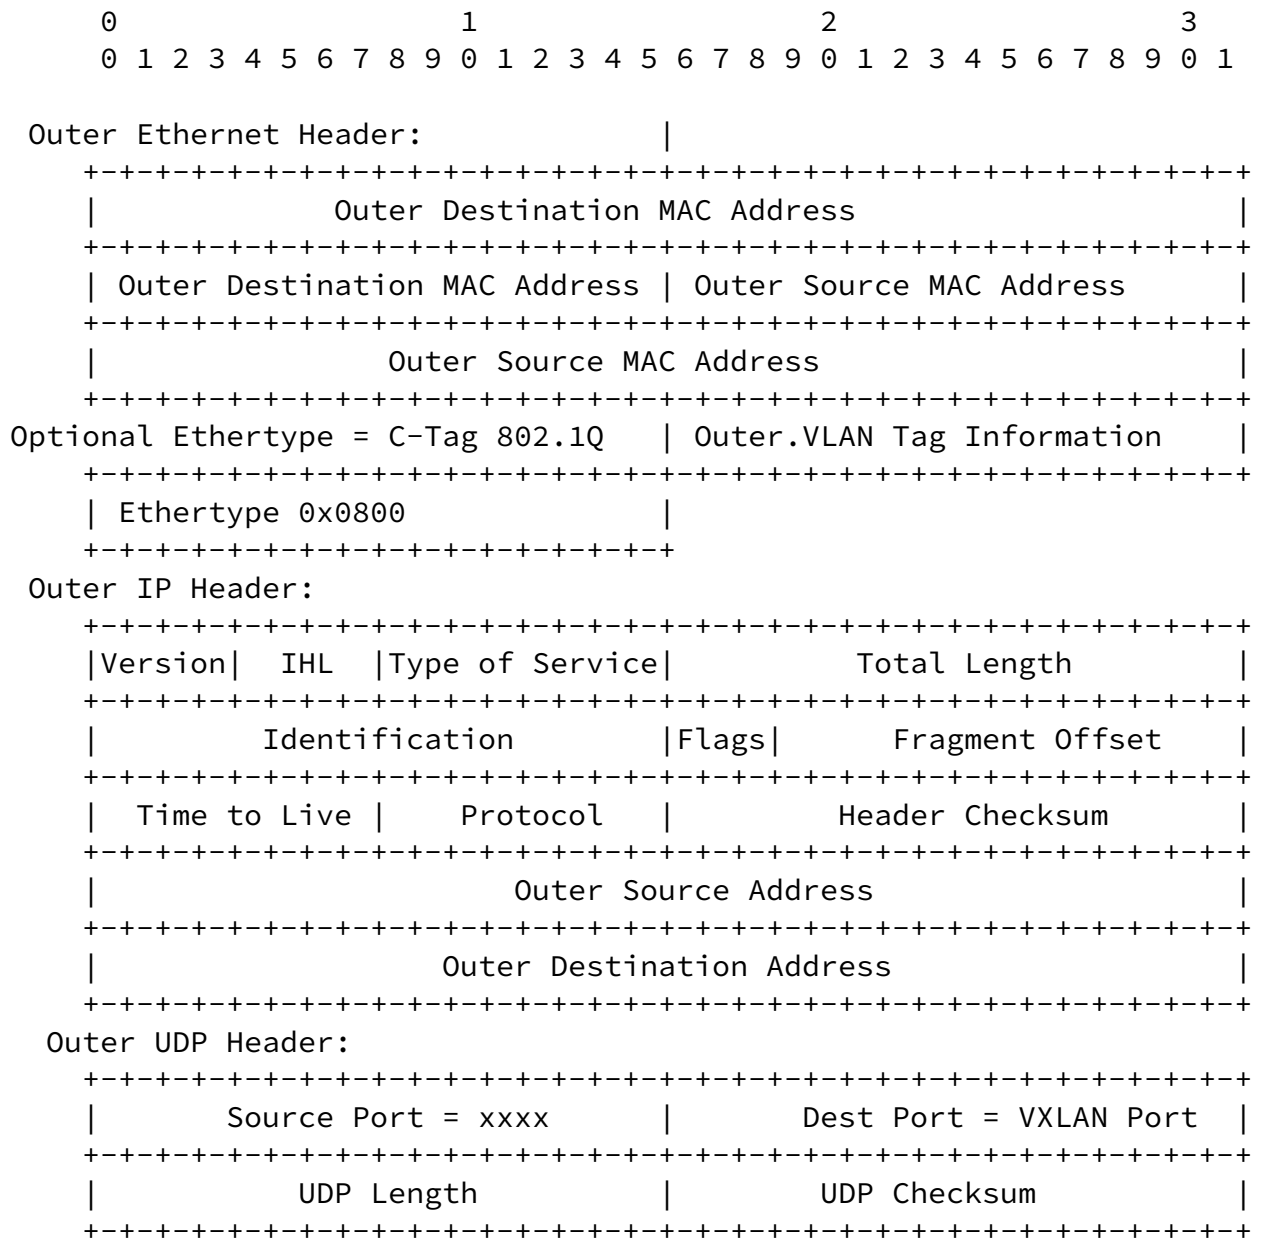 0                   1                   2                   3
      0 1 2 3 4 5 6 7 8 9 0 1 2 3 4 5 6 7 8 9 0 1 2 3 4 5 6 7 8 9 0 1

  Outer Ethernet Header:             |
     +-+-+-+-+-+-+-+-+-+-+-+-+-+-+-+-+-+-+-+-+-+-+-+-+-+-+-+-+-+-+-+-+
     |             Outer Destination MAC Address                     |
     +-+-+-+-+-+-+-+-+-+-+-+-+-+-+-+-+-+-+-+-+-+-+-+-+-+-+-+-+-+-+-+-+
     | Outer Destination MAC Address | Outer Source MAC Address      |
     +-+-+-+-+-+-+-+-+-+-+-+-+-+-+-+-+-+-+-+-+-+-+-+-+-+-+-+-+-+-+-+-+
     |                Outer Source MAC Address                       |
     +-+-+-+-+-+-+-+-+-+-+-+-+-+-+-+-+-+-+-+-+-+-+-+-+-+-+-+-+-+-+-+-+
 Optional Ethertype = C-Tag 802.1Q   | Outer.VLAN Tag Information    |
     +-+-+-+-+-+-+-+-+-+-+-+-+-+-+-+-+-+-+-+-+-+-+-+-+-+-+-+-+-+-+-+-+
     | Ethertype 0x0800              |
     +-+-+-+-+-+-+-+-+-+-+-+-+-+-+-+-+
  Outer IP Header:
     +-+-+-+-+-+-+-+-+-+-+-+-+-+-+-+-+-+-+-+-+-+-+-+-+-+-+-+-+-+-+-+-+
     |Version|  IHL  |Type of Service|          Total Length         |
     +-+-+-+-+-+-+-+-+-+-+-+-+-+-+-+-+-+-+-+-+-+-+-+-+-+-+-+-+-+-+-+-+
     |         Identification        |Flags|      Fragment Offset    |
     +-+-+-+-+-+-+-+-+-+-+-+-+-+-+-+-+-+-+-+-+-+-+-+-+-+-+-+-+-+-+-+-+
     |  Time to Live |    Protocol   |         Header Checksum       |
     +-+-+-+-+-+-+-+-+-+-+-+-+-+-+-+-+-+-+-+-+-+-+-+-+-+-+-+-+-+-+-+-+
     |                       Outer Source Address                    |
     +-+-+-+-+-+-+-+-+-+-+-+-+-+-+-+-+-+-+-+-+-+-+-+-+-+-+-+-+-+-+-+-+
     |                   Outer Destination Address                   |
     +-+-+-+-+-+-+-+-+-+-+-+-+-+-+-+-+-+-+-+-+-+-+-+-+-+-+-+-+-+-+-+-+
   Outer UDP Header:
     +-+-+-+-+-+-+-+-+-+-+-+-+-+-+-+-+-+-+-+-+-+-+-+-+-+-+-+-+-+-+-+-+
     |       Source Port = xxxx      |       Dest Port = VXLAN Port  |
     +-+-+-+-+-+-+-+-+-+-+-+-+-+-+-+-+-+-+-+-+-+-+-+-+-+-+-+-+-+-+-+-+
     |           UDP Length          |        UDP Checksum           |
     +-+-+-+-+-+-+-+-+-+-+-+-+-+-+-+-+-+-+-+-+-+-+-+-+-+-+-+-+-+-+-+-+